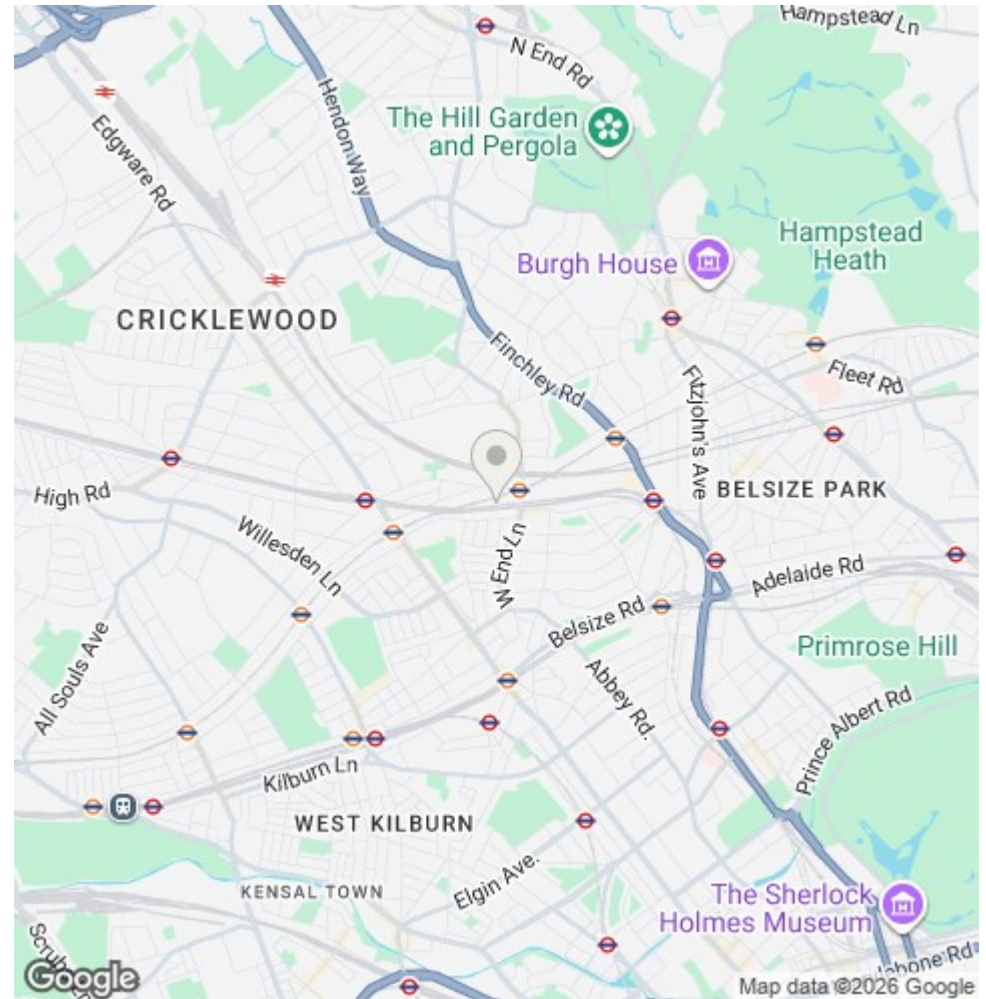 Hampstead Ln
N End Rd
The Hill Garden
and Pergola
Hendon Way
Edgware Rd
Hampstead
Heath
Burgh House
CRICKLEWOOD
Finchley Rd
Fleet Rd
Fitzjohn's Ave
BELSIZE PARK
High Rd
Willesden Ln
W End Ln
Adelaide Rd
Belsize Rd
Primrose Hill
All Souls Ave
Abbey Rd.
Prince Albert Rd
Kilburn Ln
WEST KILBURN
Elgin Ave.
KENSAL TOWN
The Sherlock
Holmes Museum
Google
Map data ©2026 Google